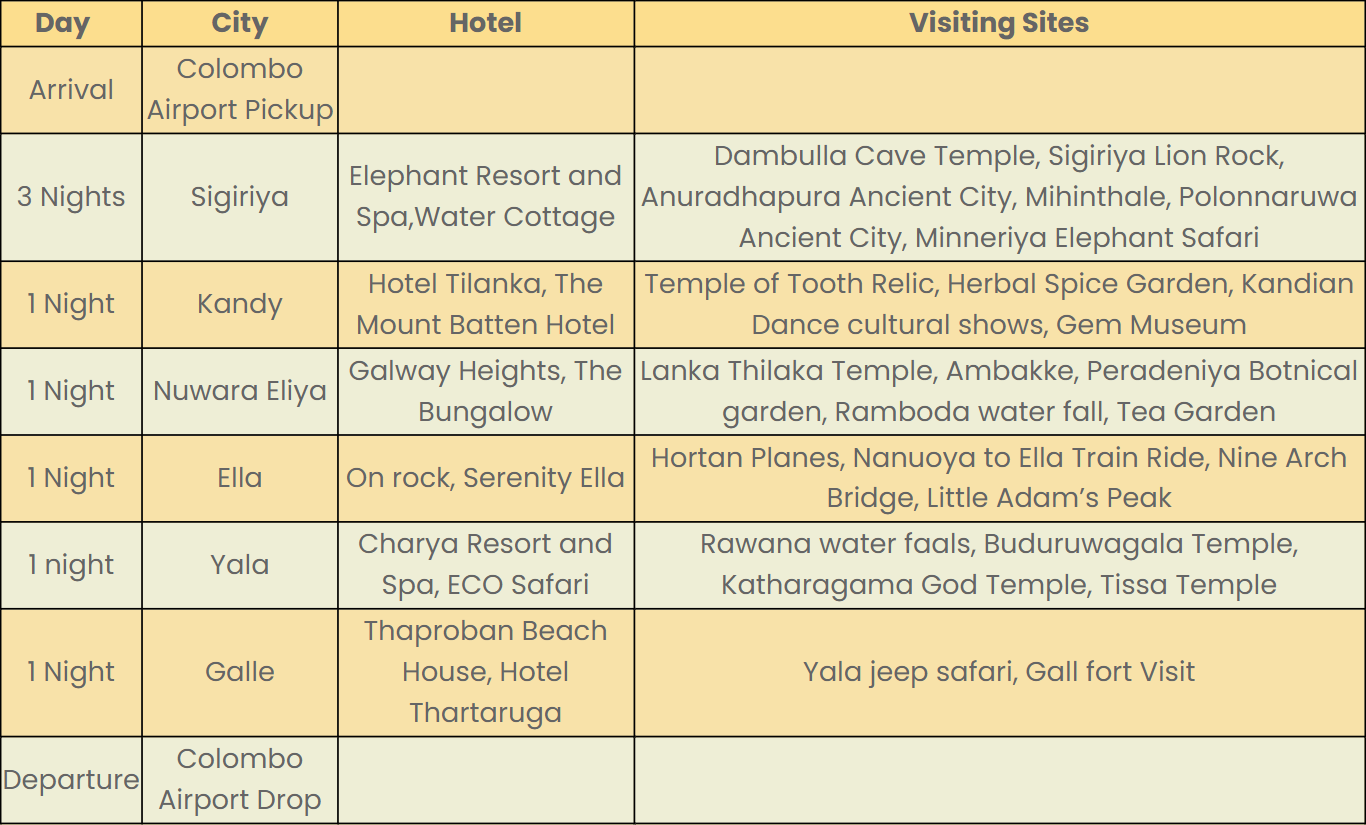 Day City Hotel Visiting Sites
Arrival
Colombo
Airport Pickup
3 Nights
Sigiriya
Elephant Resort and
Spa,Water Cottage
Dambulla Cave Temple, Sigiriya Lion Rock,
Anuradhapura Ancient City, Mihinthale, Polonnaruwa
Ancient City, Minneriya Elephant Safari
1 Night
Kandy
Hotel Tilanka, The
Mount Batten Hotel
Temple of Tooth Relic, Herbal Spice Garden, Kandian
Dance cultural shows, Gem Museum
1 Night
Nuwara Eliya
Galway Heights, The
Bungalow
Lanka Thilaka Temple, Ambakke, Peradeniya Botnical
garden, Ramboda water fall, Tea Garden
1 Night
Ella
On rock, Serenity Ella
Hortan Planes, Nanuoya to Ella Train Ride, Nine Arch
Bridge, Little Adam’s Peak
1 night
Yala
Charya Resort and
Spa, ECO Safari
Rawana water faals, Buduruwagala Temple,
Katharagama God Temple, Tissa Temple
1 Night
Galle
Thaproban Beach
House, Hotel
Thartaruga
Yala jeep safari, Gall fort Visit
Departure
Colombo
Airport Drop